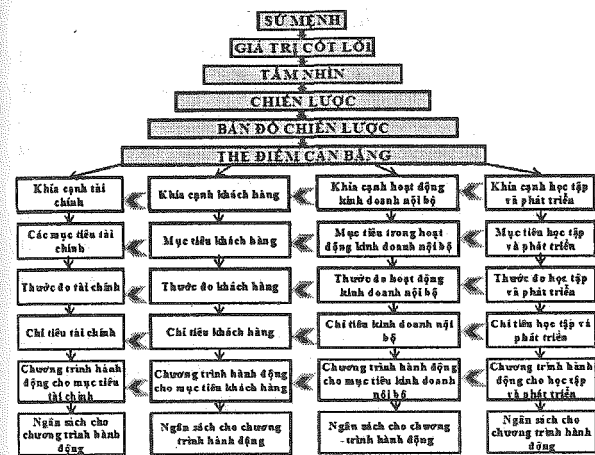 SỨ MỆNH
GIÁ TRỊ CỐT LÕI
TẦM NHÌN
CHIẾN LƯỢC
BẢN ĐỒ CHIẾN LƯỢC
THẺ ĐIỂM CÂN BẰNG
Khía cạnh tài
chính
Khía cạnh khách hàng
Khía cạnh hoạt động
kinh doanh nội bộ
Khía cạnh học tập
và phát triển
Các mục tiêu tài
chính
Mục tiêu khách hàng
Mục tiêu trong hoạt
động kinh doanh nội bộ
Mục tiêu học tập
và phát triển
Thước đo tài chính
Thước đo khách hàng
Thước đo hoạt động
kinh doanh nội bộ
Thước đo học tập
và phát triển
Chỉ tiêu tài chính
Chỉ tiêu khách hàng
Chỉ tiêu kinh doanh nội
bộ
Chỉ tiêu học tập và
phát triển
Chương trình hành
động cho mục tiêu
tài chính
Chương trình hành động
cho mục tiêu khách hàng
Chương trình hành động
cho mục tiêu kinh doanh
nội bộ
Chương trình hành
động cho học tập
và phát triển
Ngân sách cho
chương trình hành
động
Ngân sách cho chương
trình hành động
Ngân sách cho chương
trình hành động
Ngân sách cho
chương trình hành
động